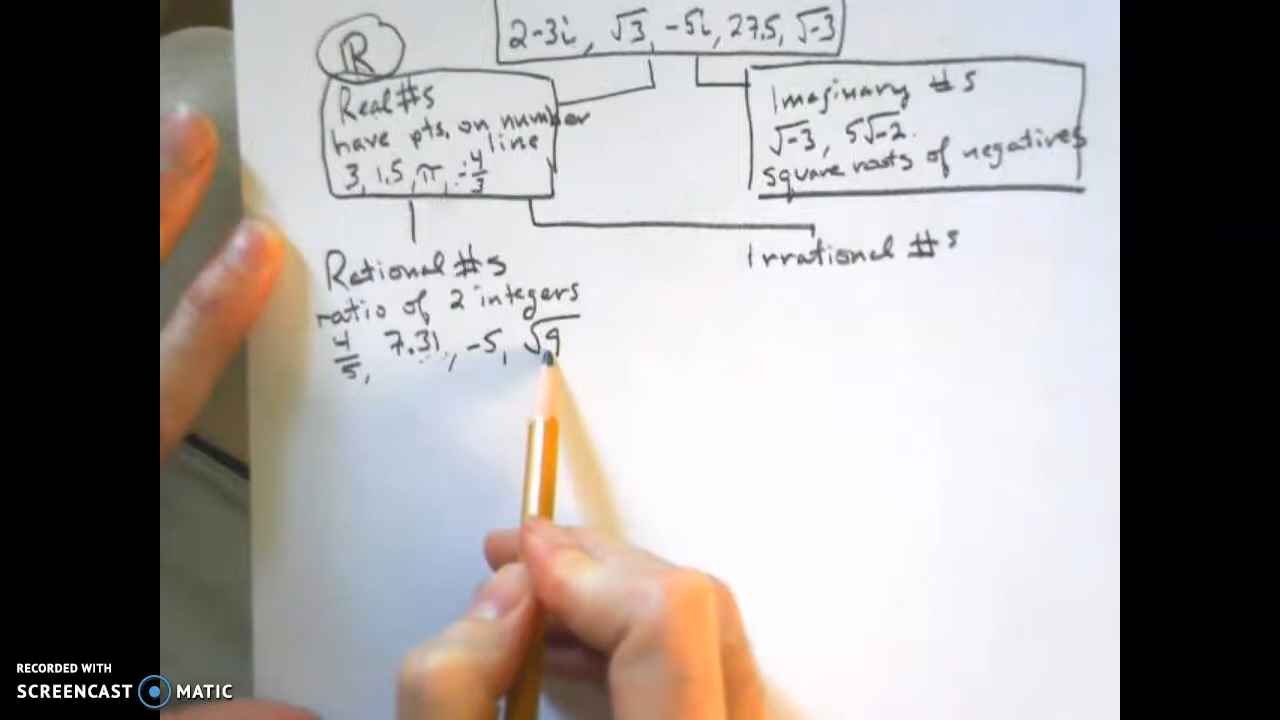 2-3i, √3, -5i, 27.5, √-3
R
Real #s
have pts. on number
line
3, 1.5, π, -4/3
Imaginary #s
√-3, 5√-2
square roots of negatives
Rational #s
ratio of 2 integers
4/5, 7.31, -5, √9
Irrational #s
RECORDED WITH
SCREENCAST MATIC